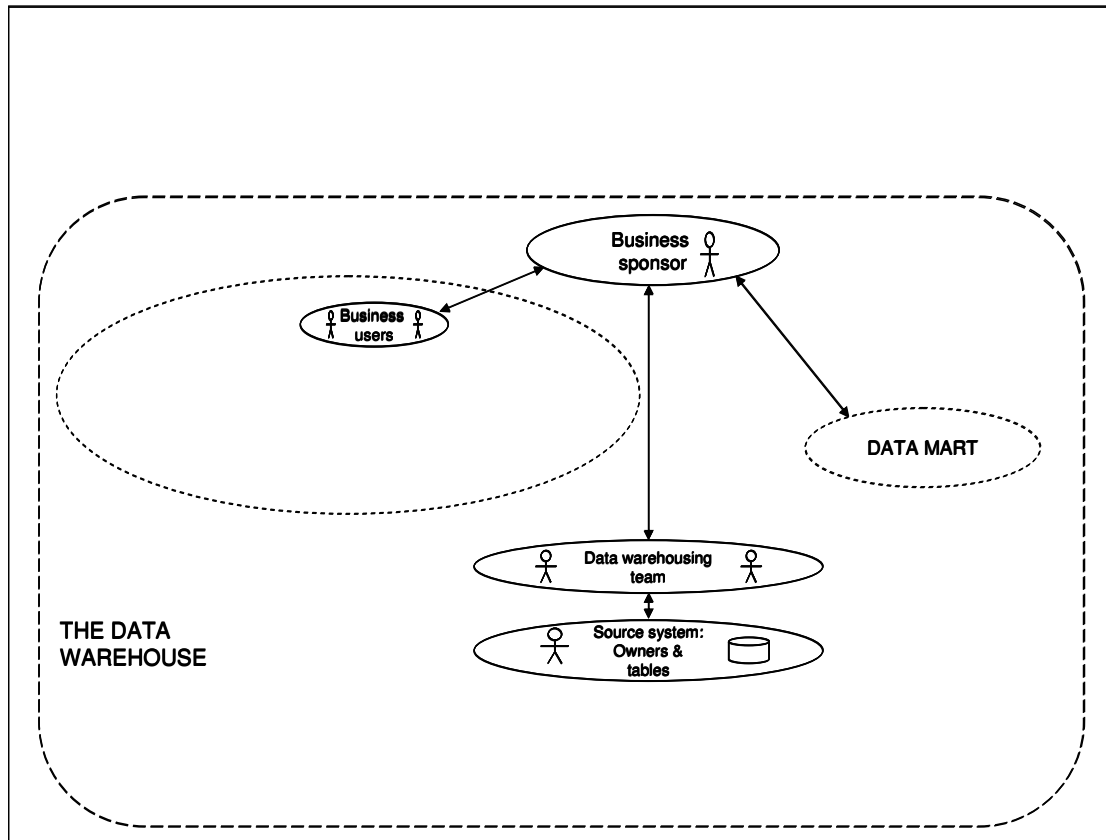 Business
sponsor
Business
users
DATA MART
Data warehousing
team
Source system:
Owners &
tables
THE DATA
WAREHOUSE